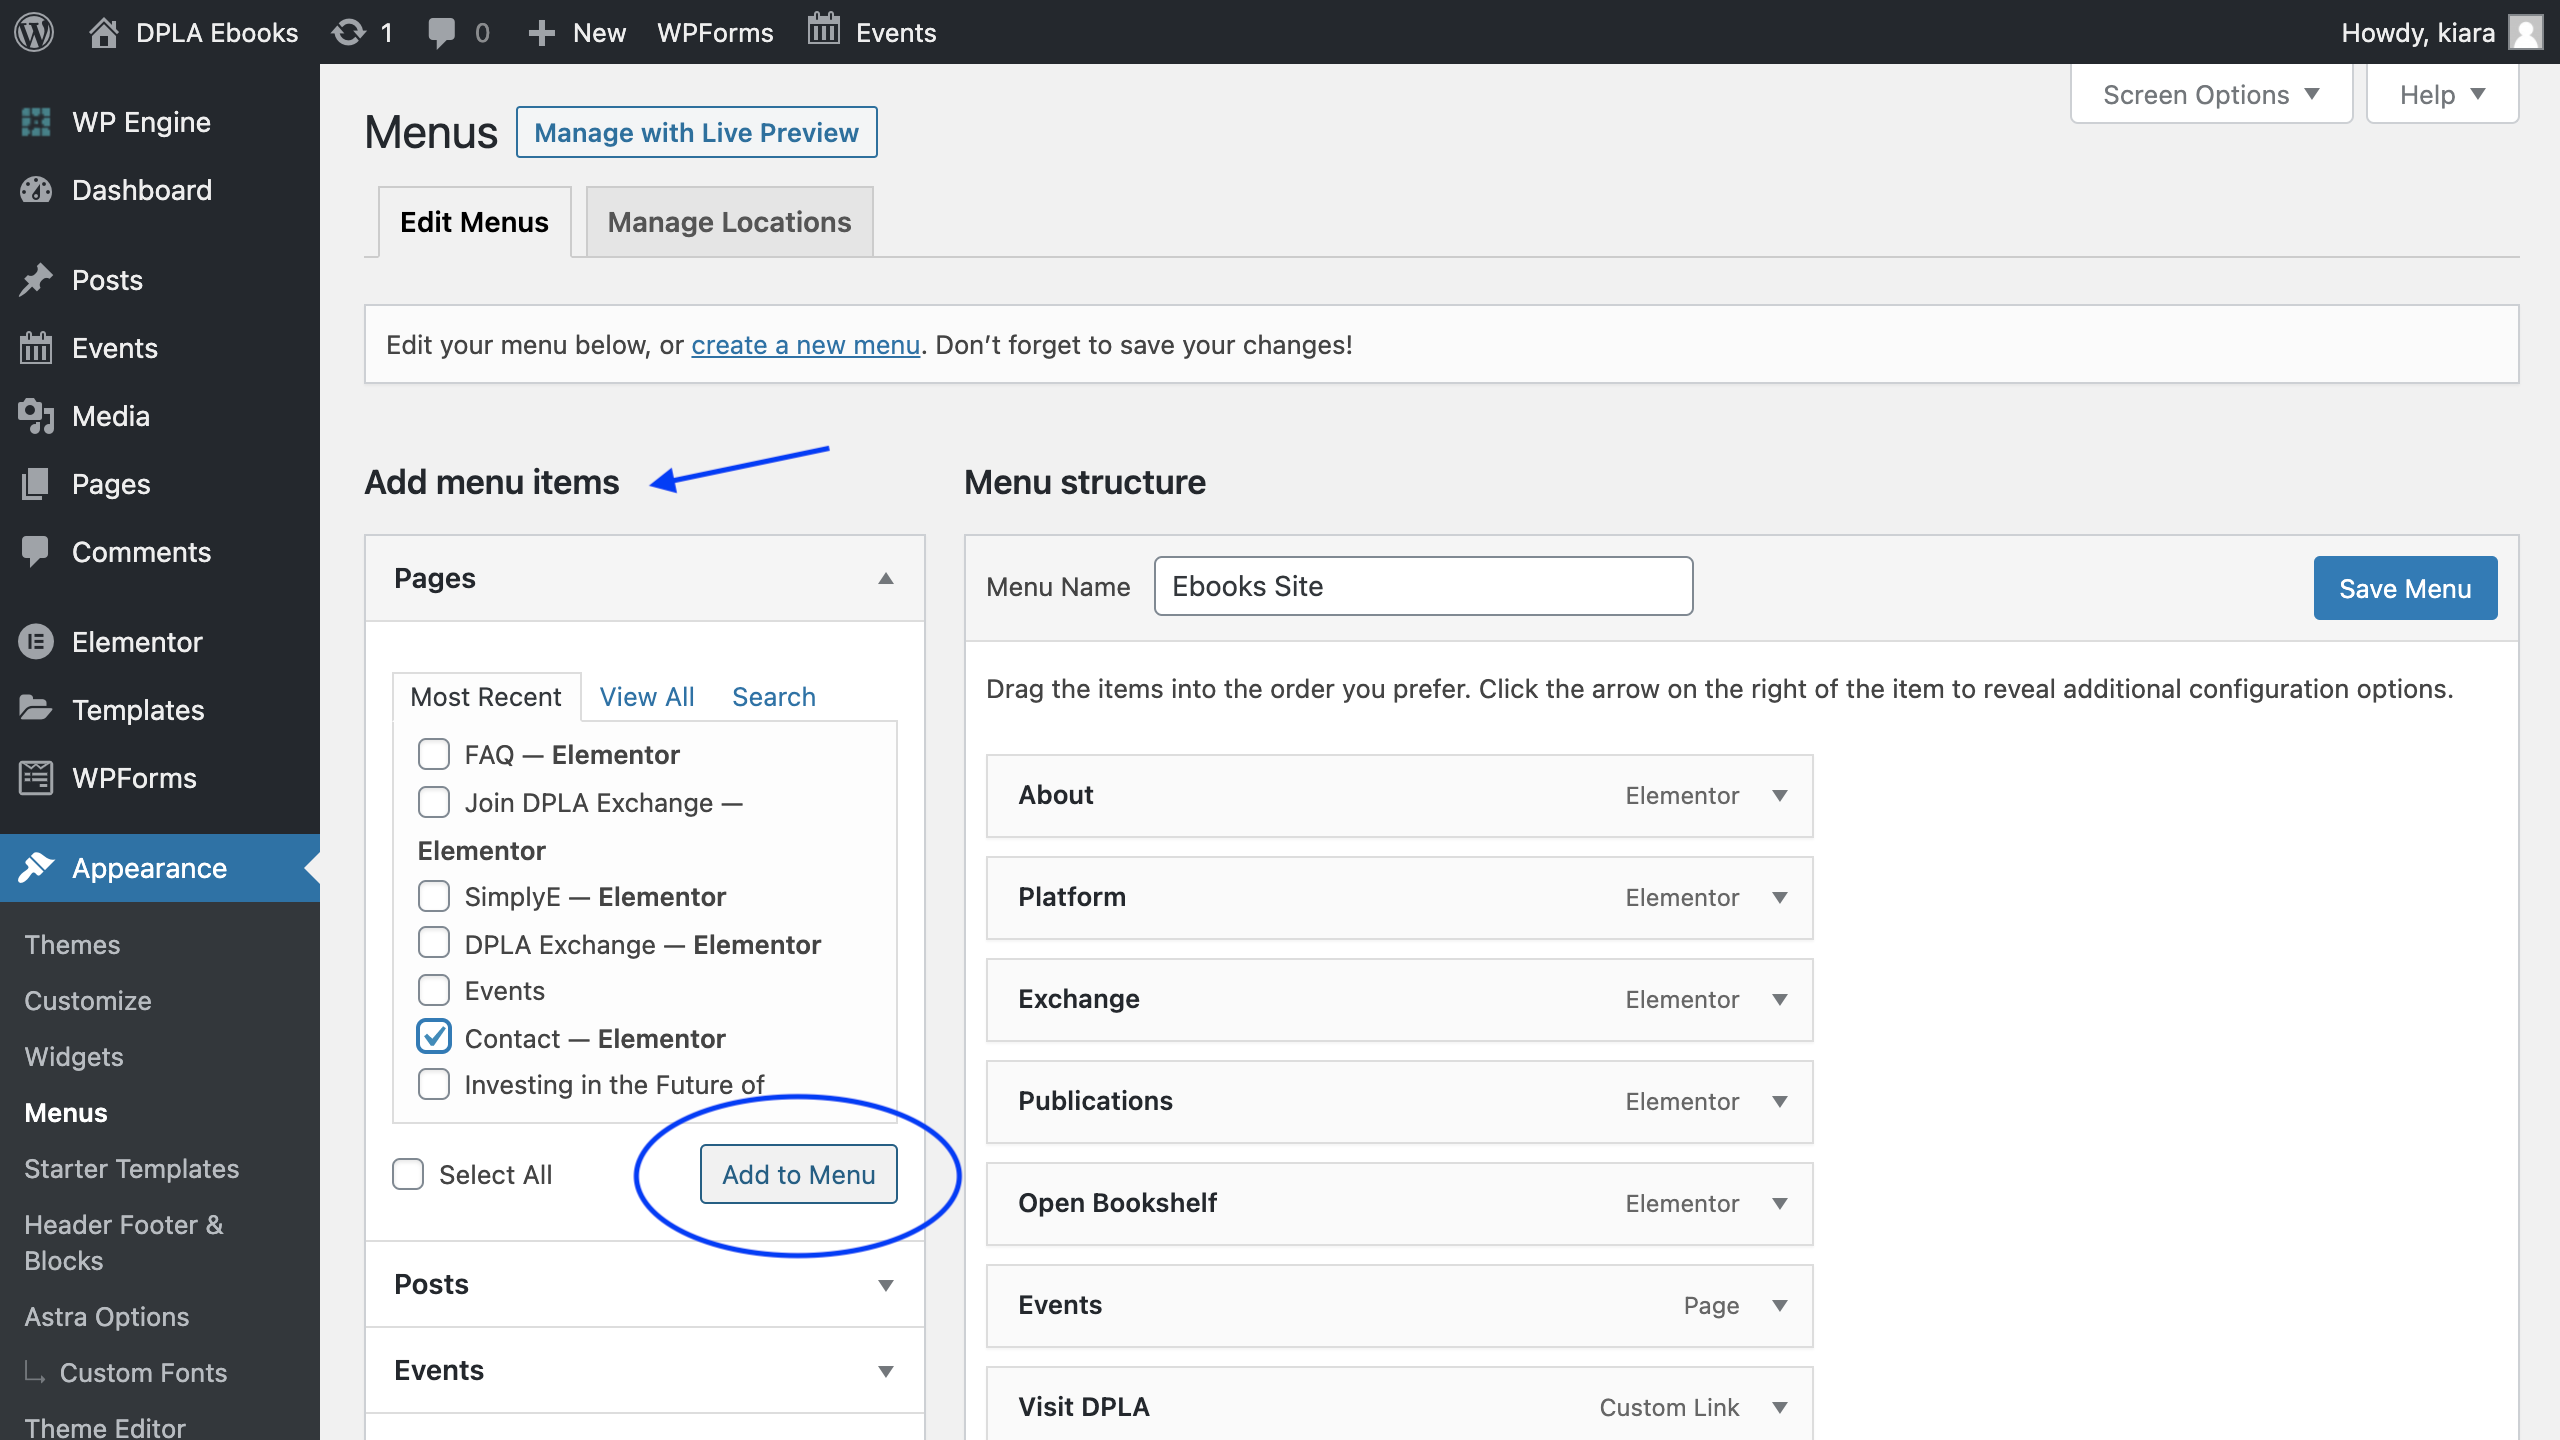 DPLA Ebooks 1 0 New WPForms Events Howdy, kiara
WP Engine
Dashboard
Posts
Events
Media
Pages
Comments
Elementor
Templates
WPForms
Appearance
Themes
Customize
Widgets
Menus
Starter Templates
Header Footer &
Blocks
Astra Options
Custom Fonts
Theme Editor
Screen Options Help
Menus Manage with Live Preview
Edit Menus Manage Locations
Edit your menu below, or create a new menu. Don’t forget to save your changes!
Add menu items
Pages
Most Recent View All Search
FAQ — Elementor
Join DPLA Exchange —
Elementor
SimplyE — Elementor
DPLA Exchange — Elementor
Events
Contact — Elementor
Investing in the Future of
Select All Add to Menu
Posts
Events
Menu structure
Menu Name Ebooks Site Save Menu
Drag the items into the order you prefer. Click the arrow on the right of the item to reveal additional configuration options.
About Elementor
Platform Elementor
Exchange Elementor
Publications Elementor
Open Bookshelf Elementor
Events Page
Visit DPLA Custom Link